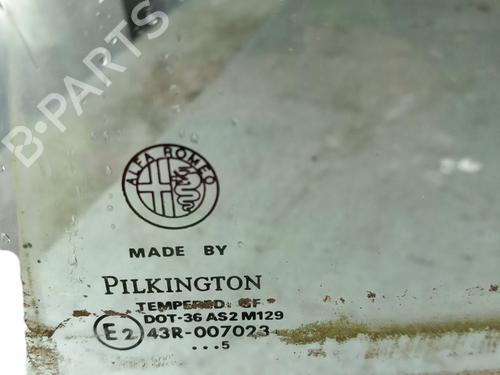 B-PARTS
ALFA ROMEO
MADE BY
PILKINGTON
TEMPERED
DOT-36 AS2 M129
E2 43R-007023
...5